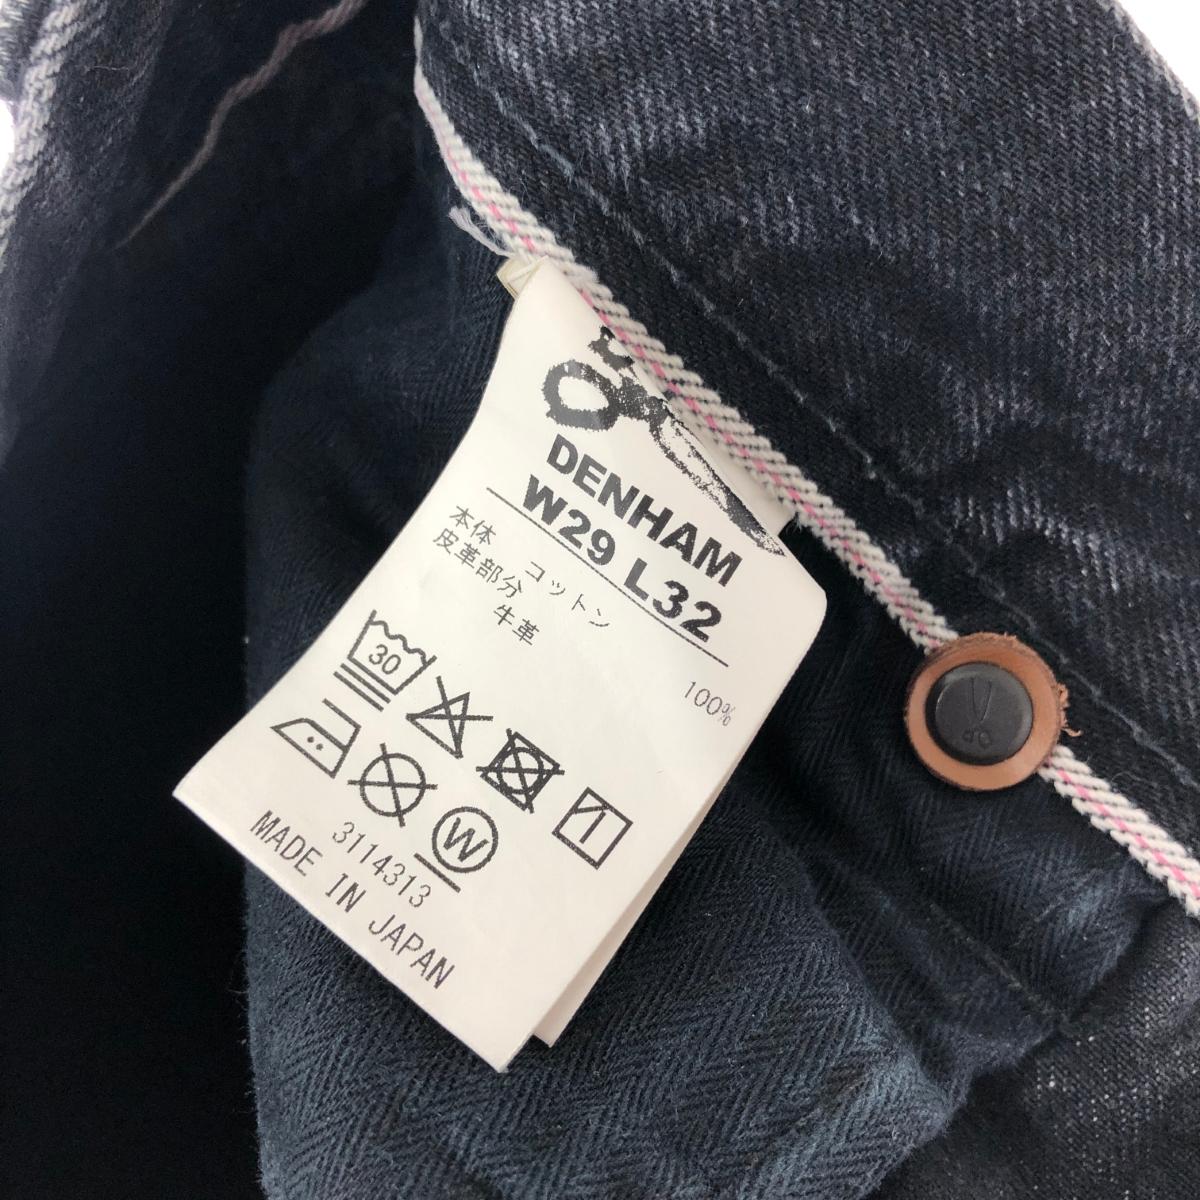 DENHAM
W29 L32
本体 コットン 100%
皮革部分 牛革
30
W
3114313
MADE IN JAPAN